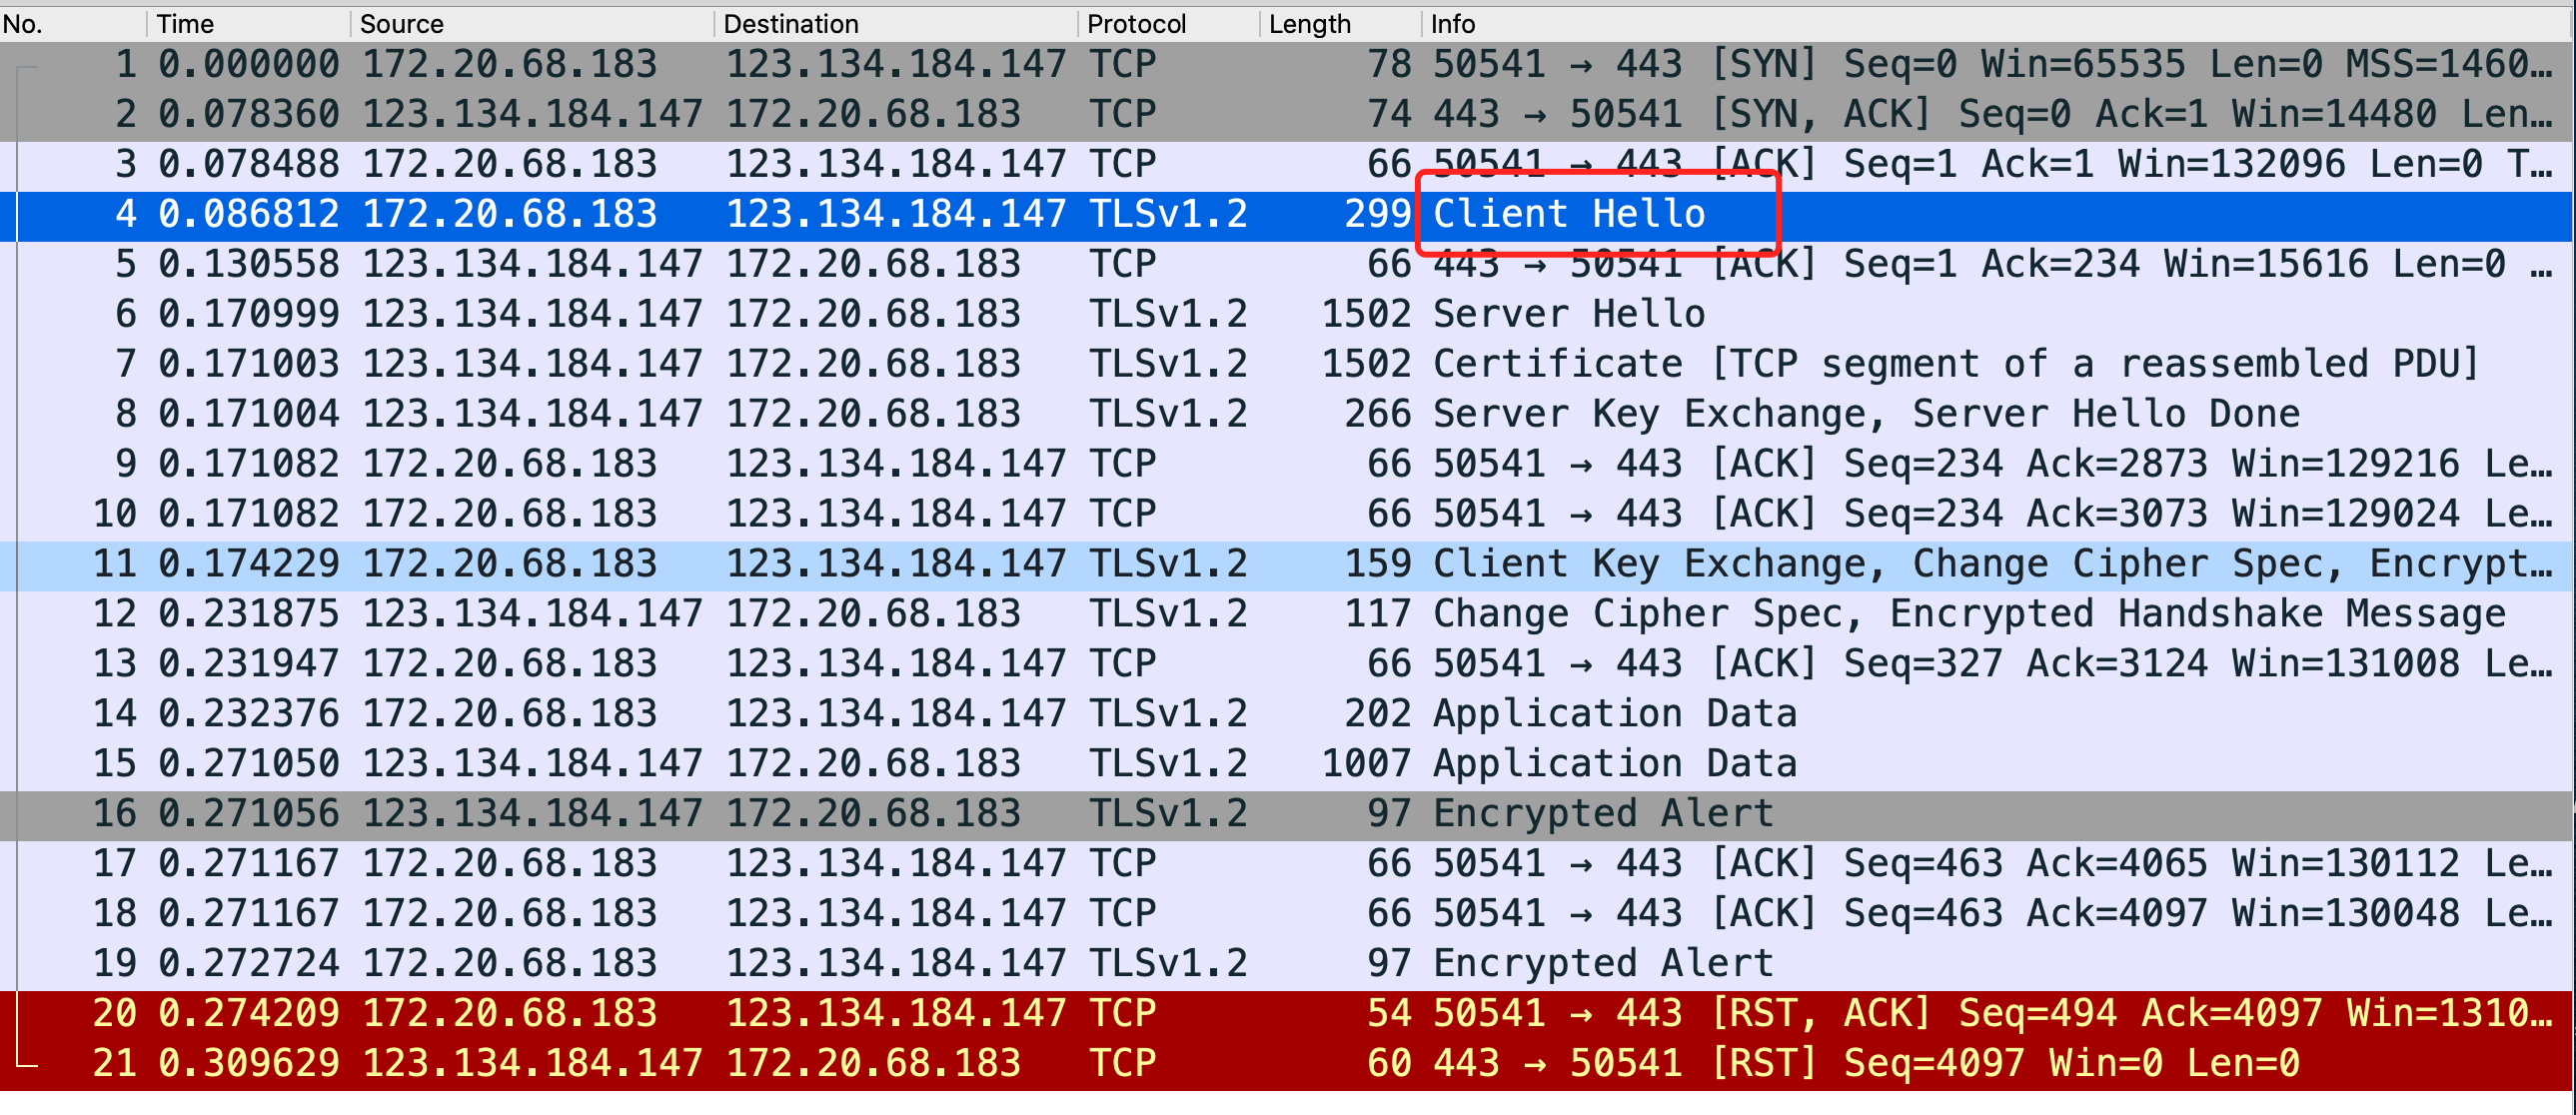 No. Time Source Destination Protocol Length Info
1 0.000000 172.20.68.183 123.134.184.147 TCP 78 50541 → 443 [SYN] Seq=0 Win=65535 Len=0 MSS=1460…
2 0.078360 123.134.184.147 172.20.68.183 TCP 74 443 → 50541 [SYN, ACK] Seq=0 Ack=1 Win=14480 Len…
3 0.078488 172.20.68.183 123.134.184.147 TCP 66 50541 → 443 [ACK] Seq=1 Ack=1 Win=132096 Len=0 T…
4 0.086812 172.20.68.183 123.134.184.147 TLSv1.2 299 Client Hello
5 0.130558 123.134.184.147 172.20.68.183 TCP 66 443 → 50541 [ACK] Seq=1 Ack=234 Win=15616 Len=0 …
6 0.170999 123.134.184.147 172.20.68.183 TLSv1.2 1502 Server Hello
7 0.171003 123.134.184.147 172.20.68.183 TLSv1.2 1502 Certificate [TCP segment of a reassembled PDU]
8 0.171004 123.134.184.147 172.20.68.183 TLSv1.2 266 Server Key Exchange, Server Hello Done
9 0.171082 172.20.68.183 123.134.184.147 TCP 66 50541 → 443 [ACK] Seq=234 Ack=2873 Win=129216 Le…
10 0.171082 172.20.68.183 123.134.184.147 TCP 66 50541 → 443 [ACK] Seq=234 Ack=3073 Win=129024 Le…
11 0.174229 172.20.68.183 123.134.184.147 TLSv1.2 159 Client Key Exchange, Change Cipher Spec, Encrypt…
12 0.231875 123.134.184.147 172.20.68.183 TLSv1.2 117 Change Cipher Spec, Encrypted Handshake Message
13 0.231947 172.20.68.183 123.134.184.147 TCP 66 50541 → 443 [ACK] Seq=327 Ack=3124 Win=131008 Le…
14 0.232376 172.20.68.183 123.134.184.147 TLSv1.2 202 Application Data
15 0.271050 123.134.184.147 172.20.68.183 TLSv1.2 1007 Application Data
16 0.271056 123.134.184.147 172.20.68.183 TLSv1.2 97 Encrypted Alert
17 0.271167 172.20.68.183 123.134.184.147 TCP 66 50541 → 443 [ACK] Seq=463 Ack=4065 Win=130112 Le…
18 0.271167 172.20.68.183 123.134.184.147 TCP 66 50541 → 443 [ACK] Seq=463 Ack=4097 Win=130048 Le…
19 0.272724 172.20.68.183 123.134.184.147 TLSv1.2 97 Encrypted Alert
20 0.274209 172.20.68.183 123.134.184.147 TCP 54 50541 → 443 [RST, ACK] Seq=494 Ack=4097 Win=1310…
21 0.309629 123.134.184.147 172.20.68.183 TCP 60 443 → 50541 [RST] Seq=4097 Win=0 Len=0